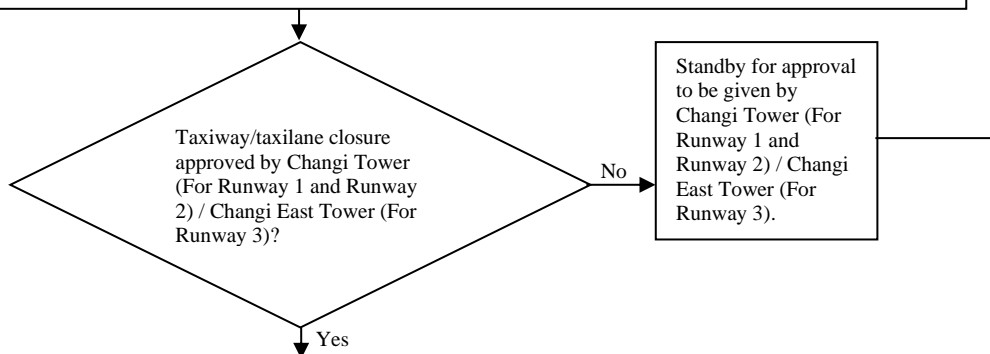 Taxiway/taxilane closure
approved by Changi Tower
(For Runway 1 and Runway
2) / Changi East Tower (For
Runway 3)?
No
Standby for approval
to be given by
Changi Tower (For
Runway 1 and
Runway 2) / Changi
East Tower (For
Runway 3).
Yes